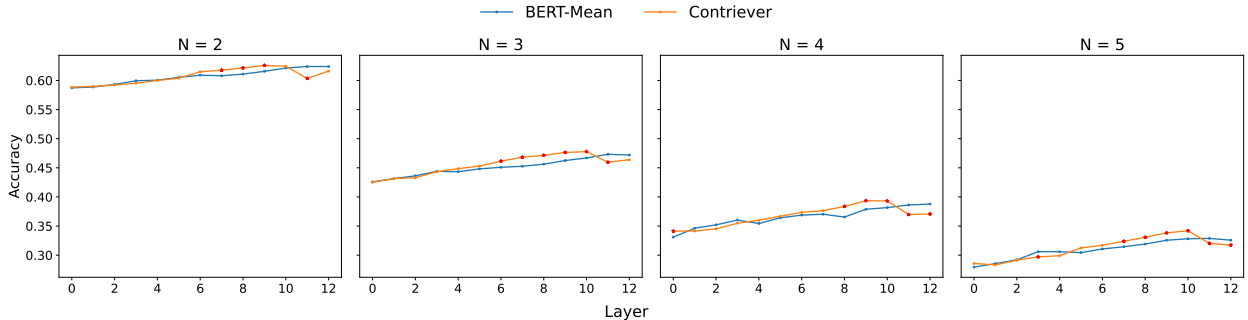 BERT-Mean Contriever
N = 2 N = 3 N = 4 N = 5
Accuracy
0.60
0.55
0.50
0.45
0.40
0.35
0.30
0 2 4 6 8 10 12 0 2 4 6 8 10 12 0 2 4 6 8 10 12 0 2 4 6 8 10 12
Layer